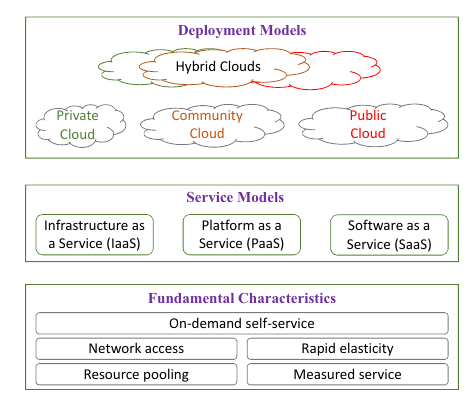 Deployment Models
Hybrid Clouds
Private
Cloud
Community
Cloud
Public
Cloud
Service Models
Infrastructure as
a Service (IaaS)
Platform as a
Service (PaaS)
Software as a
Service (SaaS)
Fundamental Characteristics
On-demand self-service
Network access
Rapid elasticity
Resource pooling
Measured service